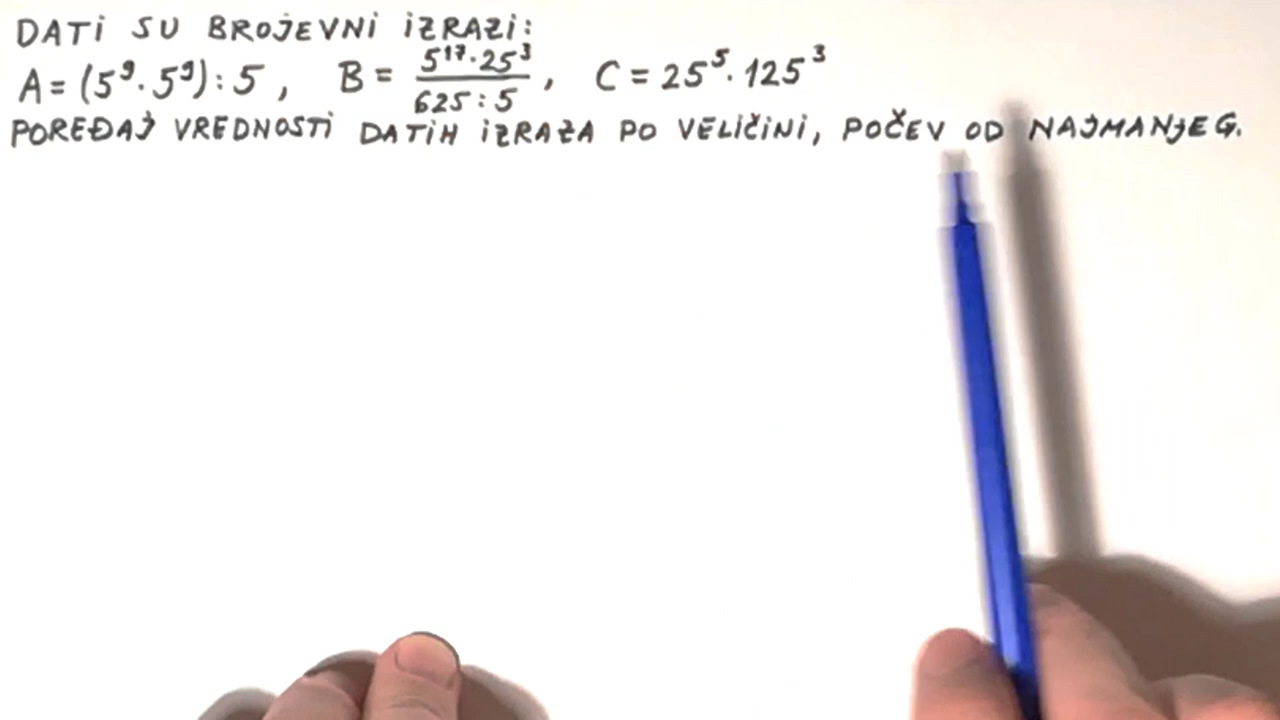 DATI SU BROJEVNI IZRAZI:
A = (5⁹ · 5⁹) : 5 , B = (5¹⁷ · 25³)/(625 : 5) , C = 25⁵ · 125³
POREĐAJ VREDNOSTI DATIH IZRAZA PO VELIČINI, POČEV OD NAJMANJEG.